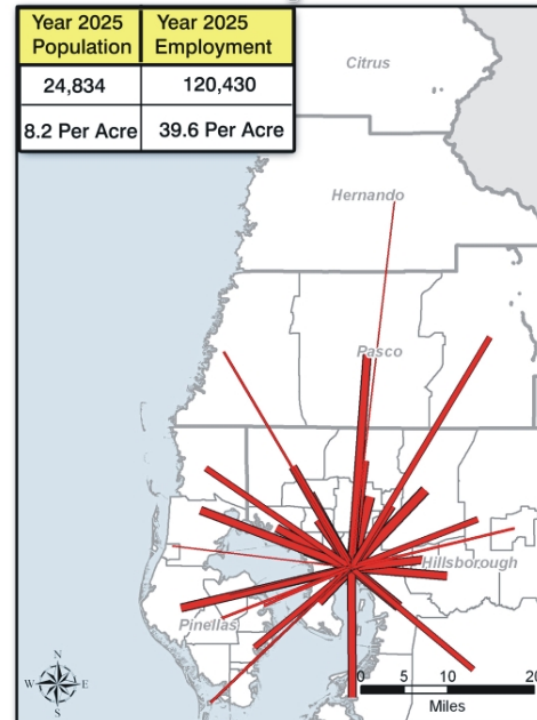 Year 2025 Population
Year 2025 Employment
24,834
120,430
8.2 Per Acre
39.6 Per Acre
Citrus
Hernando
Pasco
Hillsborough
Pinellas
N
W
E
S
0
5
10
20
Miles